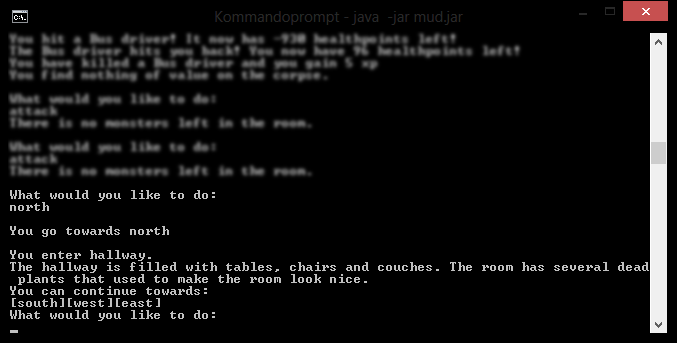 Kommandoprompt - java -jar mud.jar
You hit a Bus driver! It now has -930 healthpoints left!
The Bus driver hits you back! You now have 96 healthpoints left!
You have killed a Bus driver and you gain 5 xp
You find nothing of value on the corpse.
What would you like to do:
attack
There is no monsters left in the room.
What would you like to do:
attack
There is no monsters left in the room.
What would you like to do:
north
You go towards north
You enter hallway.
The hallway is filled with tables, chairs and couches. The room has several dead
plants that used to make the room look nice.
You can continue towards:
[south][west][east]
What would you like to do: